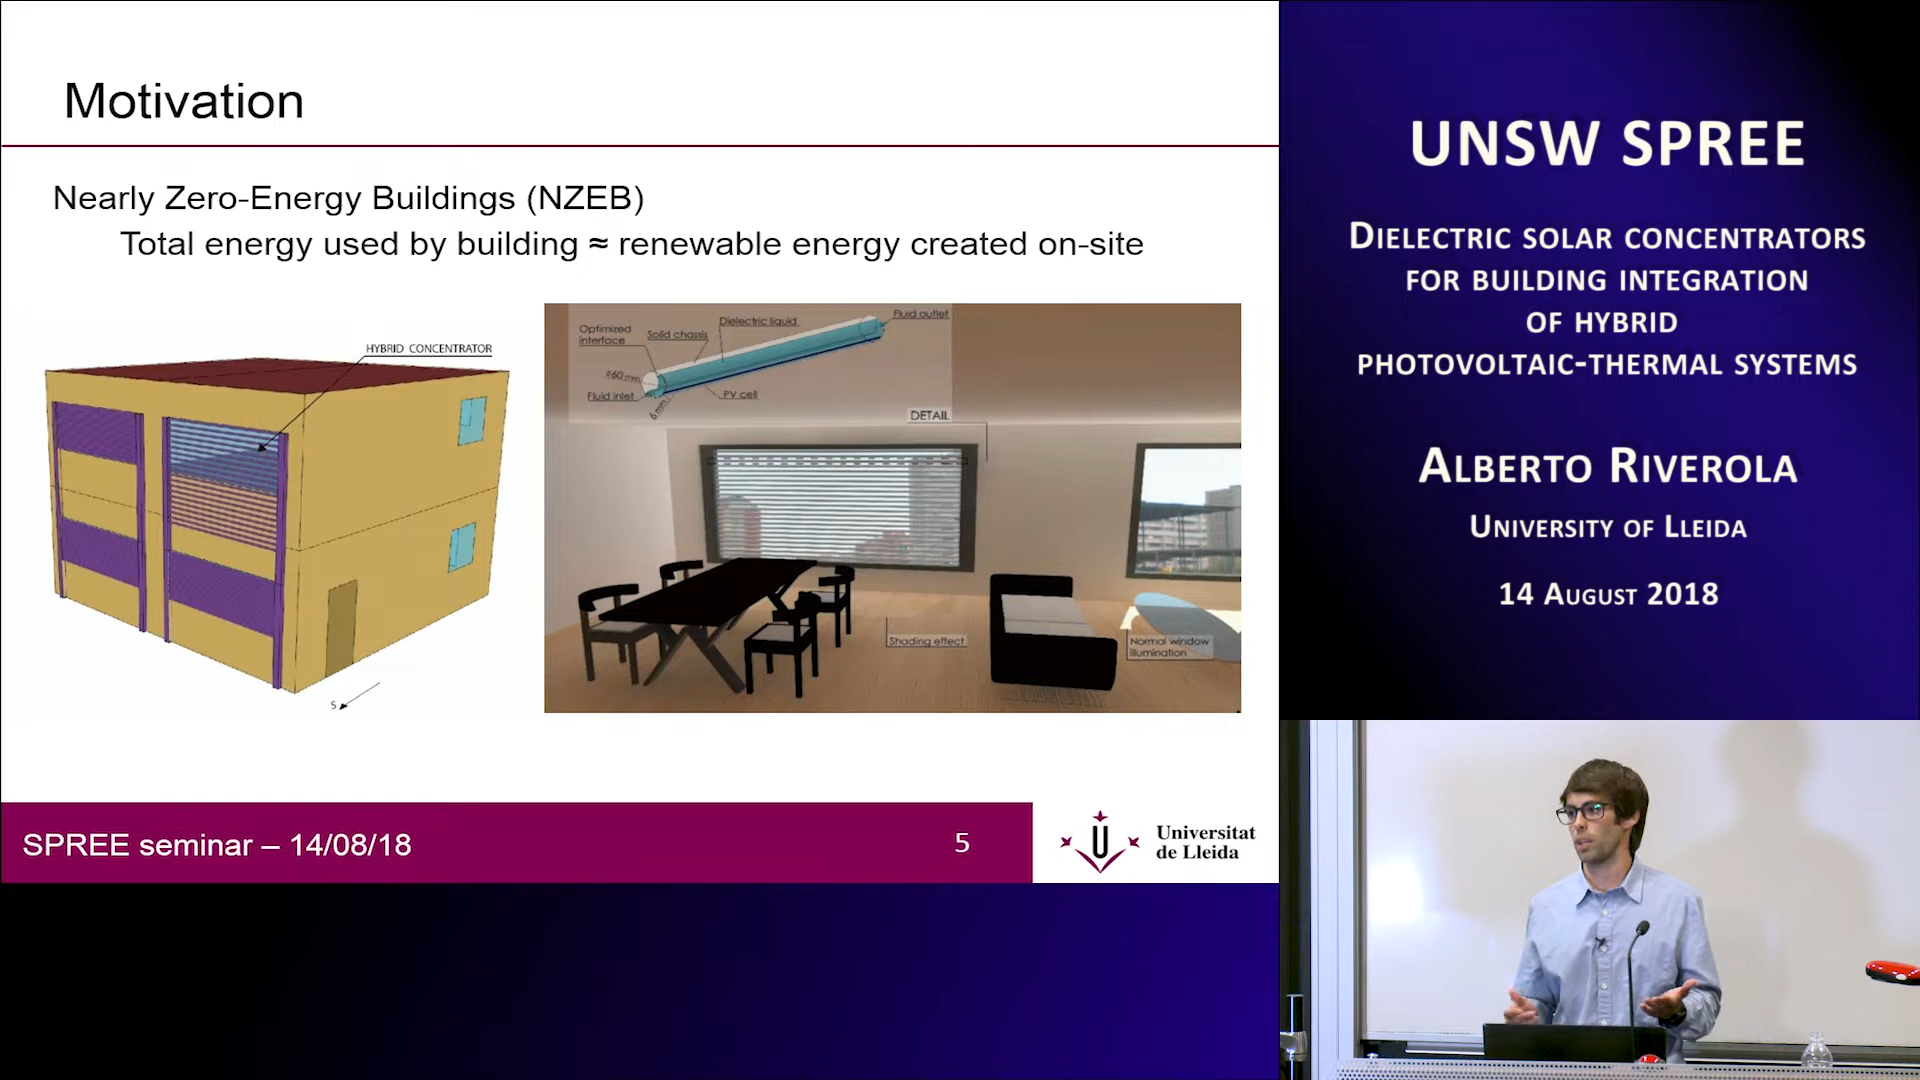 Motivation
Nearly Zero-Energy Buildings (NZEB)
Total energy used by building ≈ renewable energy created on-site
HYBRID CONCENTRATOR
S
Optimized
interface
Solid chassis
Dielectric liquid
Fluid outlet
Fluid inlet
6 mm
PV cell
DETAIL
Shading effect
Normal window
illumination
SPREE seminar – 14/08/18
5
Universitat
de Lleida
UNSW SPREE
DIELECTRIC SOLAR CONCENTRATORS
FOR BUILDING INTEGRATION
OF HYBRID
PHOTOVOLTAIC-THERMAL SYSTEMS
ALBERTO RIVEROLA
UNIVERSITY OF LLEIDA
14 AUGUST 2018